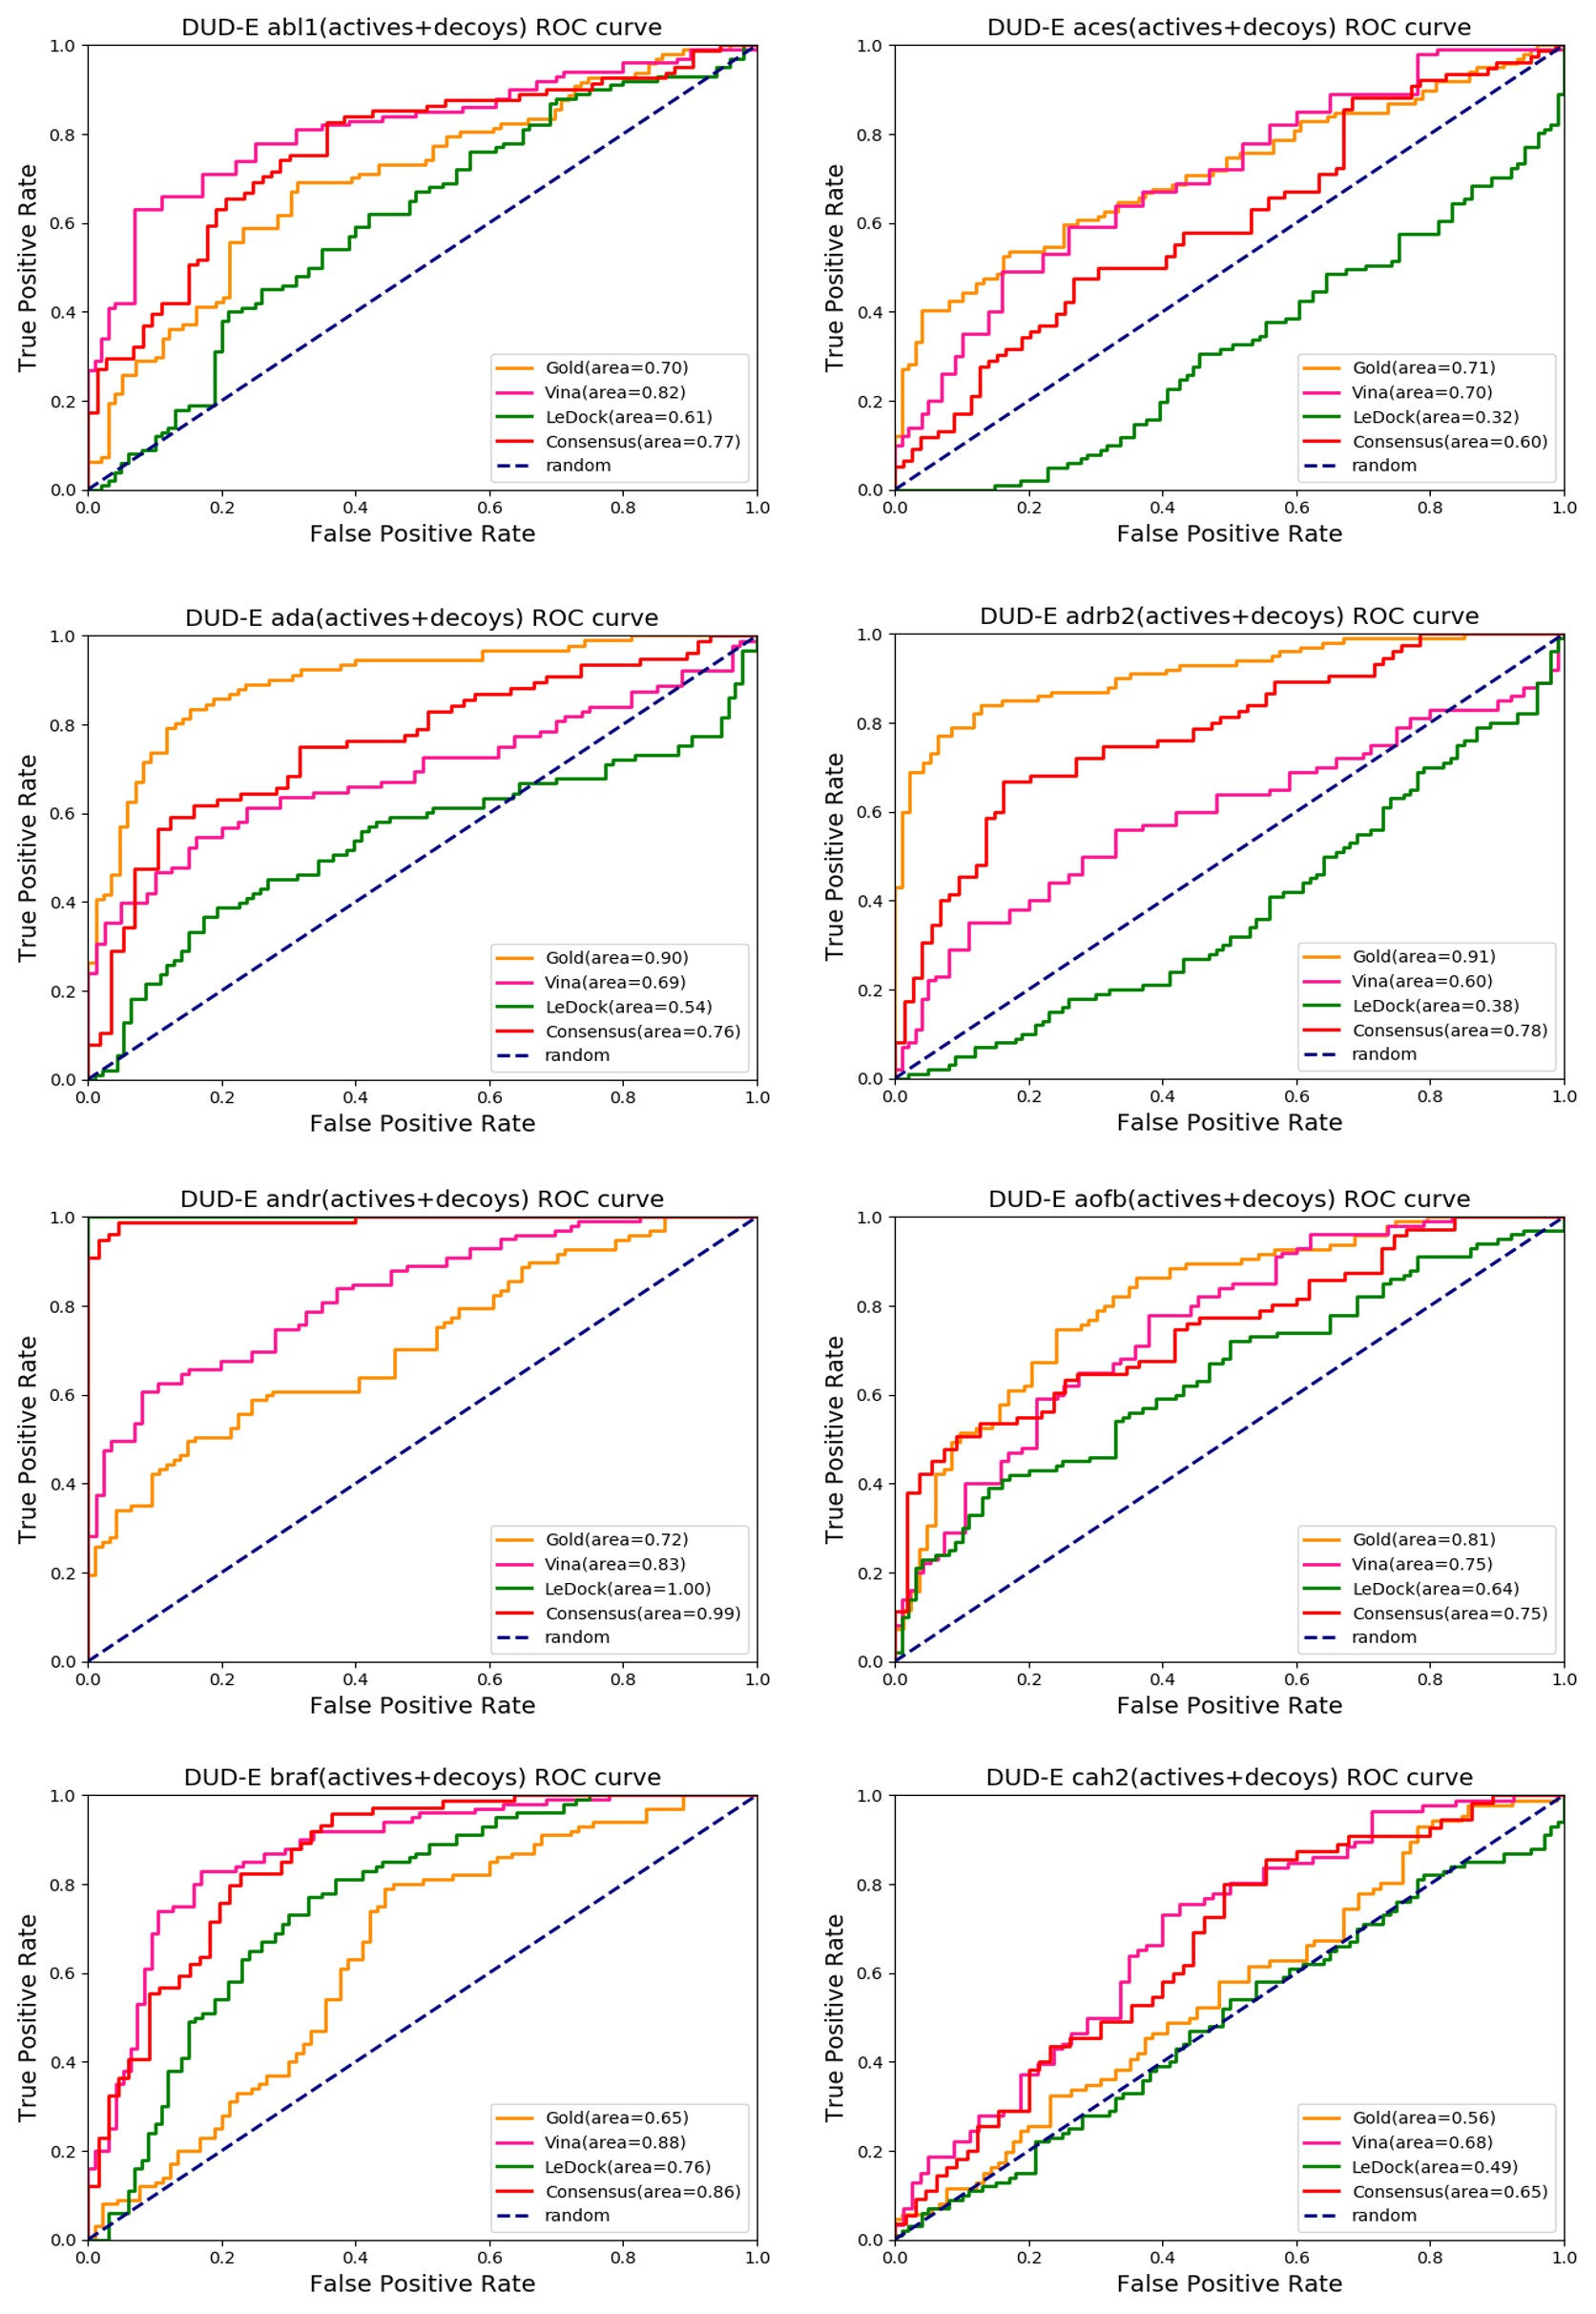 DUD-E abl1(actives+decoys) ROC curve
True Positive Rate
1.0
0.8
0.6
0.4
0.2
0.0
Gold(area=0.70)
Vina(area=0.82)
LeDock(area=0.61)
Consensus(area=0.77)
random
0.0 0.2 0.4 0.6 0.8 1.0
False Positive Rate
DUD-E aces(actives+decoys) ROC curve
True Positive Rate
1.0
0.8
0.6
0.4
0.2
0.0
Gold(area=0.71)
Vina(area=0.70)
LeDock(area=0.32)
Consensus(area=0.60)
random
0.0 0.2 0.4 0.6 0.8 1.0
False Positive Rate
DUD-E ada(actives+decoys) ROC curve
True Positive Rate
1.0
0.8
0.6
0.4
0.2
0.0
Gold(area=0.90)
Vina(area=0.69)
LeDock(area=0.54)
Consensus(area=0.76)
random
0.0 0.2 0.4 0.6 0.8 1.0
False Positive Rate
DUD-E adrb2(actives+decoys) ROC curve
True Positive Rate
1.0
0.8
0.6
0.4
0.2
0.0
Gold(area=0.91)
Vina(area=0.60)
LeDock(area=0.38)
Consensus(area=0.78)
random
0.0 0.2 0.4 0.6 0.8 1.0
False Positive Rate
DUD-E andr(actives+decoys) ROC curve
True Positive Rate
1.0
0.8
0.6
0.4
0.2
0.0
Gold(area=0.72)
Vina(area=0.83)
LeDock(area=1.00)
Consensus(area=0.99)
random
0.0 0.2 0.4 0.6 0.8 1.0
False Positive Rate
DUD-E aofb(actives+decoys) ROC curve
True Positive Rate
1.0
0.8
0.6
0.4
0.2
0.0
Gold(area=0.81)
Vina(area=0.75)
LeDock(area=0.64)
Consensus(area=0.75)
random
0.0 0.2 0.4 0.6 0.8 1.0
False Positive Rate
DUD-E braf(actives+decoys) ROC curve
True Positive Rate
1.0
0.8
0.6
0.4
0.2
0.0
Gold(area=0.65)
Vina(area=0.88)
LeDock(area=0.76)
Consensus(area=0.86)
random
0.0 0.2 0.4 0.6 0.8 1.0
False Positive Rate
DUD-E cah2(actives+decoys) ROC curve
True Positive Rate
1.0
0.8
0.6
0.4
0.2
0.0
Gold(area=0.56)
Vina(area=0.68)
LeDock(area=0.49)
Consensus(area=0.65)
random
0.0 0.2 0.4 0.6 0.8 1.0
False Positive Rate